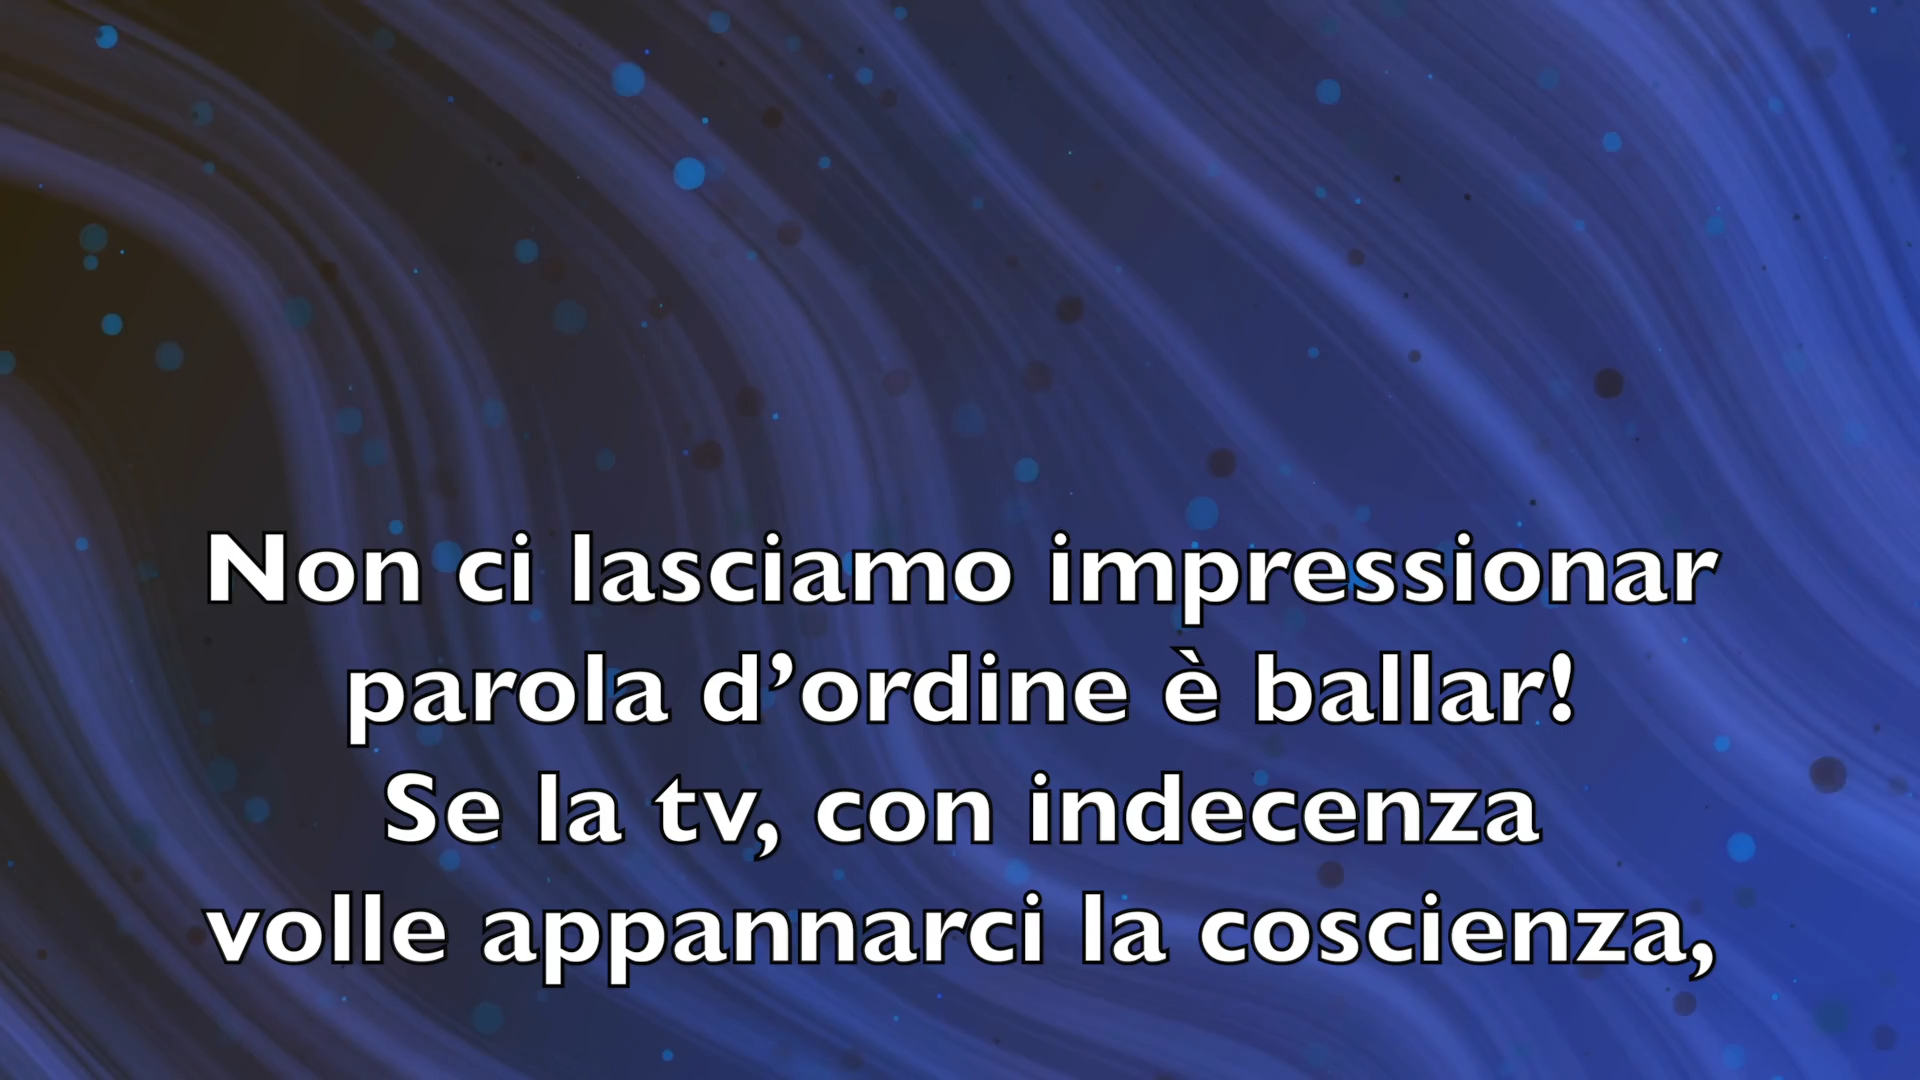 Non ci lasciamo impressionar
parola d’ordine è ballar!
Se la tv, con indecenza
volle appannarci la coscienza,